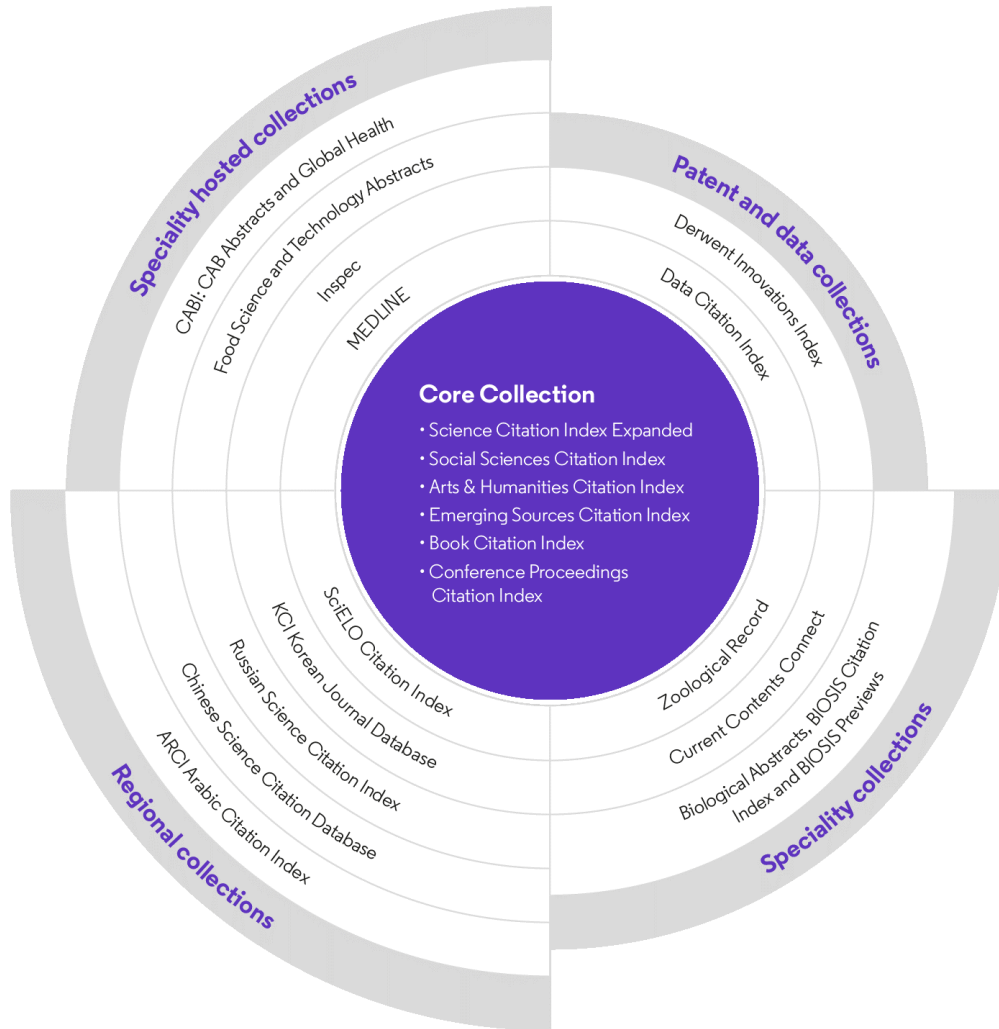 Speciality hosted collections
CABI: CAB Abstracts and Global Health
Food Science and Technology Abstracts
Inspec
MEDLINE
Patent and data collections
Derwent Innovations Index
Data Citation Index
Core Collection
• Science Citation Index Expanded
• Social Sciences Citation Index
• Arts & Humanities Citation Index
• Emerging Sources Citation Index
• Book Citation Index
• Conference Proceedings
Citation Index
SciELO Citation Index
KCI Korean Journal Database
Russian Science Citation Index
Chinese Science Citation Database
ARCI Arabic Citation Index
Regional collections
Zoological Record
Current Contents Connect
Biological Abstracts, BIOSIS Citation
Index and BIOSIS Previews
Speciality collections